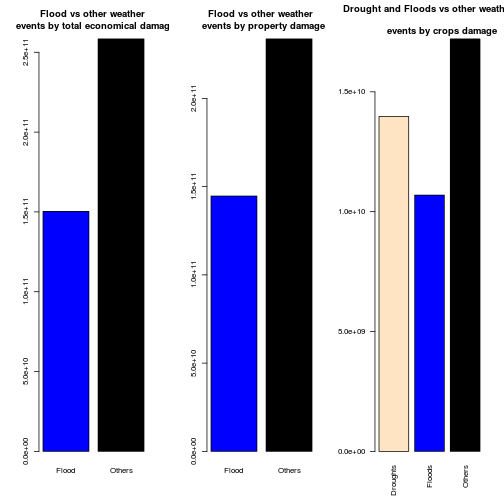 Flood vs other weather
events by total economical damag
2.5e+11
2.0e+11
1.5e+11
1.0e+11
5.0e+10
0.0e+00
Flood Others
Flood vs other weather
events by property damage
2.0e+11
1.5e+11
1.0e+11
5.0e+10
0.0e+00
Flood Others
Drought and Floods vs other weath
events by crops damage
1.5e+10
1.0e+10
5.0e+09
0.0e+00
Droughts Floods Others